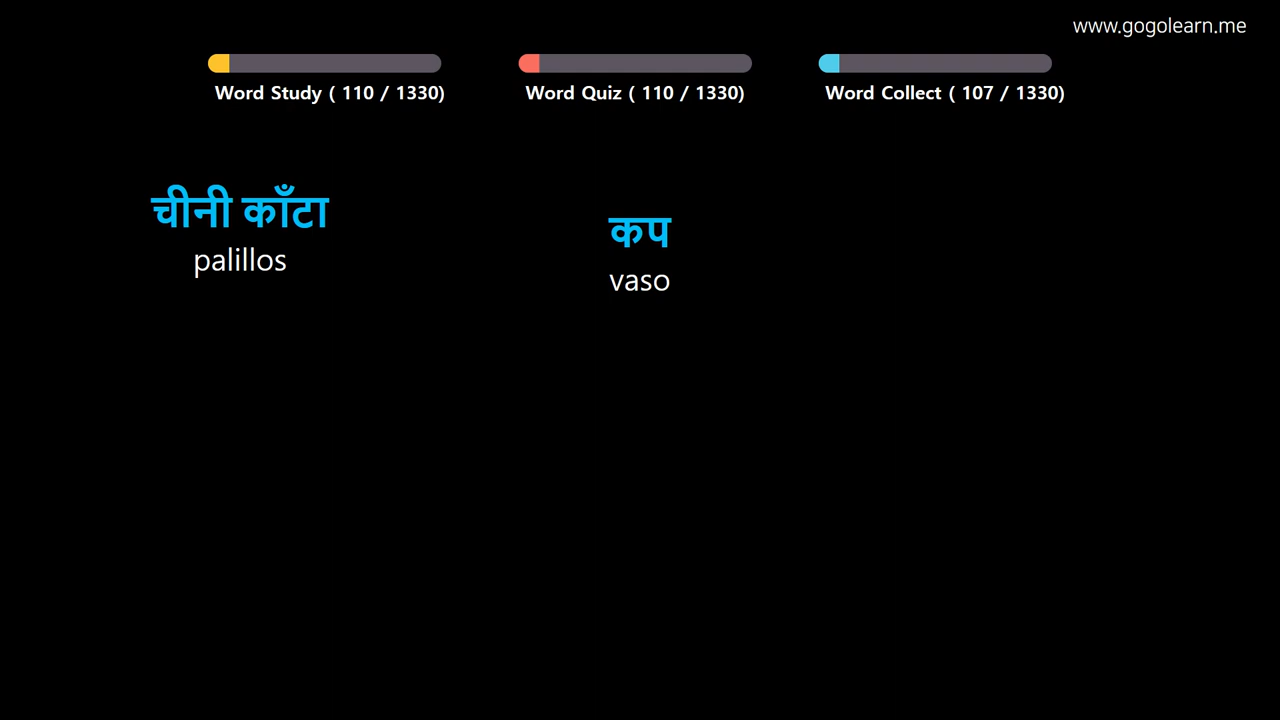 www.gogolearn.me
Word Study ( 110 / 1330)
Word Quiz ( 110 / 1330)
Word Collect ( 107 / 1330)
चीनी काँटा
palillos
कप
vaso